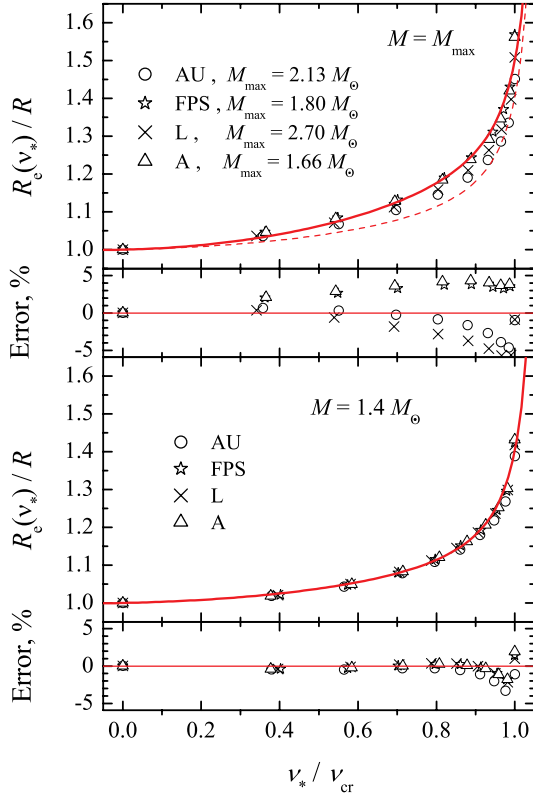 1.6
1.5
1.4
1.3
1.2
1.1
1.0
R_e(ν_*) / R
M = M_max
AU , M_max = 2.13 M_⊙
FPS , M_max = 1.80 M_⊙
L , M_max = 2.70 M_⊙
A , M_max = 1.66 M_⊙
5
0
-5
Error, %
1.6
1.5
1.4
1.3
1.2
1.1
1.0
R_e(ν_*) / R
M = 1.4 M_⊙
AU
FPS
L
A
5
0
-5
Error, %
0.0 0.2 0.4 0.6 0.8 1.0
ν_* / ν_cr